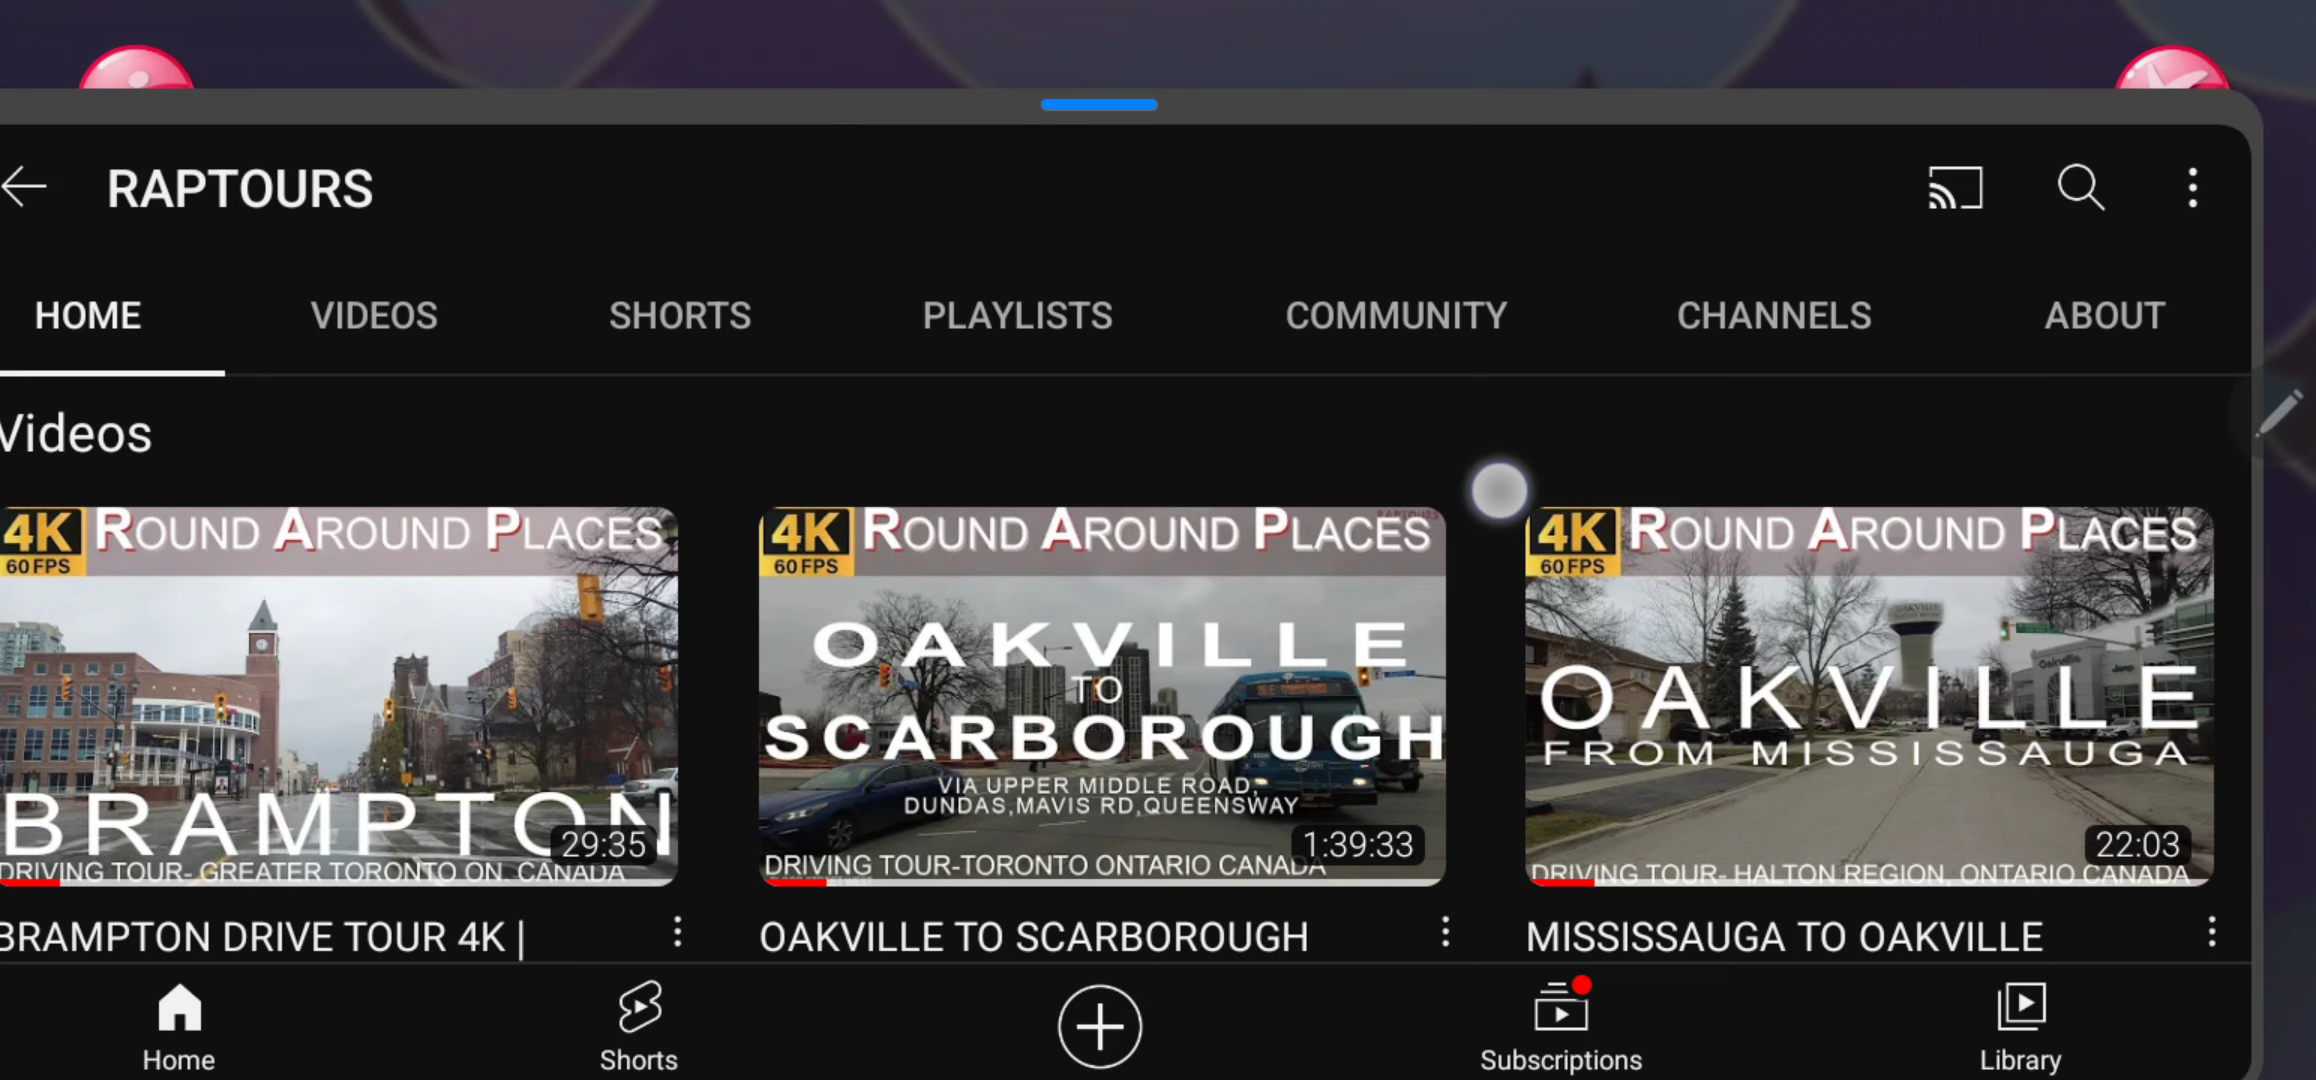 RAPTOURS
HOME
VIDEOS
SHORTS
PLAYLISTS
COMMUNITY
CHANNELS
ABOUT
Videos
4K
60 FPS
ROUND AROUND PLACES
BRAMPTON
29:35
DRIVING TOUR- GREATER TORONTO ON. CANADA
4K
60 FPS
RAPTOURS
ROUND AROUND PLACES
OAKVILLE
TO
SCARBOROUGH
VIA UPPER MIDDLE ROAD,
DUNDAS,MAVIS RD,QUEENSWAY
1:39:33
DRIVING TOUR-TORONTO ONTARIO CANADA
4K
60 FPS
ROUND AROUND PLACES
OAKVILLE
OAKVILLE
FROM MISSISSAUGA
22:03
DRIVING TOUR- HALTON REGION, ONTARIO CANADA
BRAMPTON DRIVE TOUR 4K |
OAKVILLE TO SCARBOROUGH
MISSISSAUGA TO OAKVILLE
Home
Shorts
Subscriptions
Library